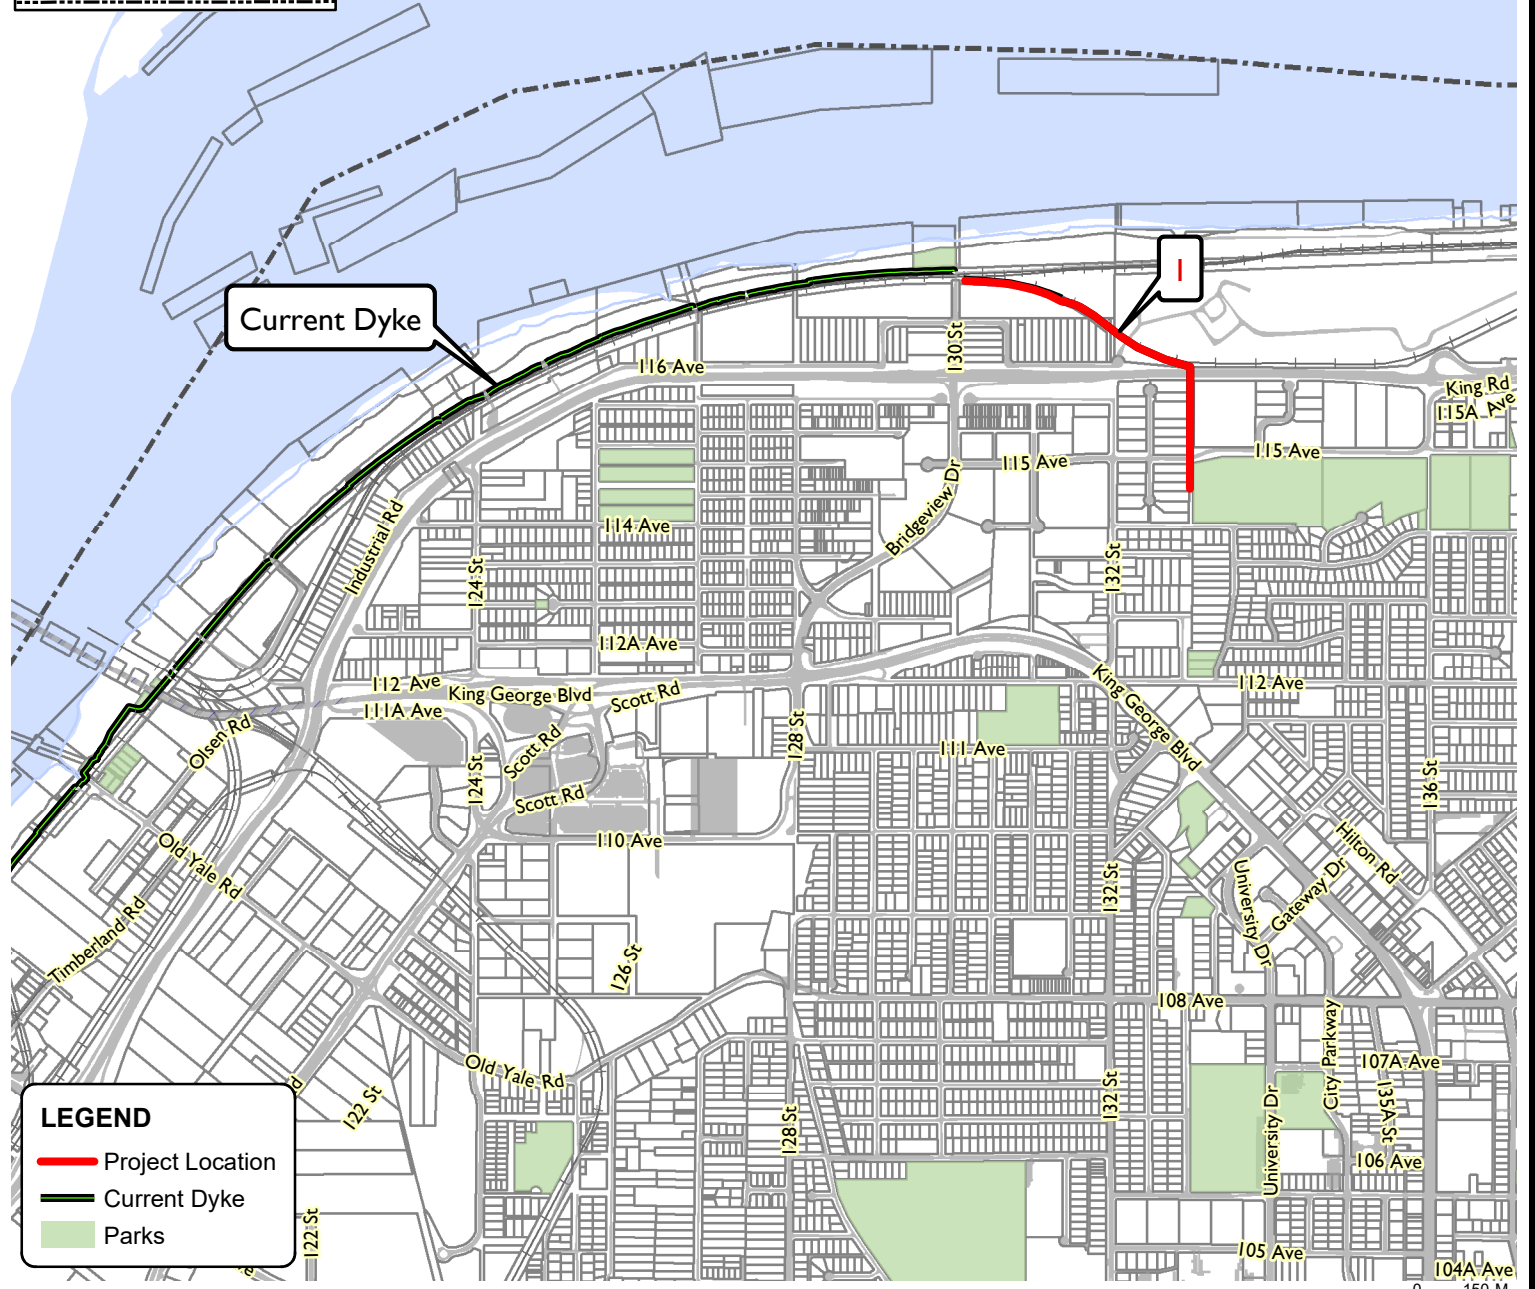 I
Current Dyke
130 St
116 Ave
King Rd
115A Ave
115 Ave
115 Ave
Bridgeview Dr
Industrial Rd
114 Ave
124 St
132 St
112A Ave
112 Ave
King George Blvd
Scott Rd
112 Ave
King George Blvd
111A Ave
Olsen Rd
Scott Rd
128 St
111 Ave
124 St
Scott Rd
136 St
110 Ave
Old Yale Rd
Hilton Rd
132 St
University Dr
Gateway Dr
Timberland Rd
126 St
108 Ave
City Parkway
107A Ave
Old Yale Rd
122 St
128 St
132 St
University Dr
135A St
106 Ave
LEGEND
Project Location
Current Dyke
Parks
122 St
105 Ave
104A Ave
0 150 M